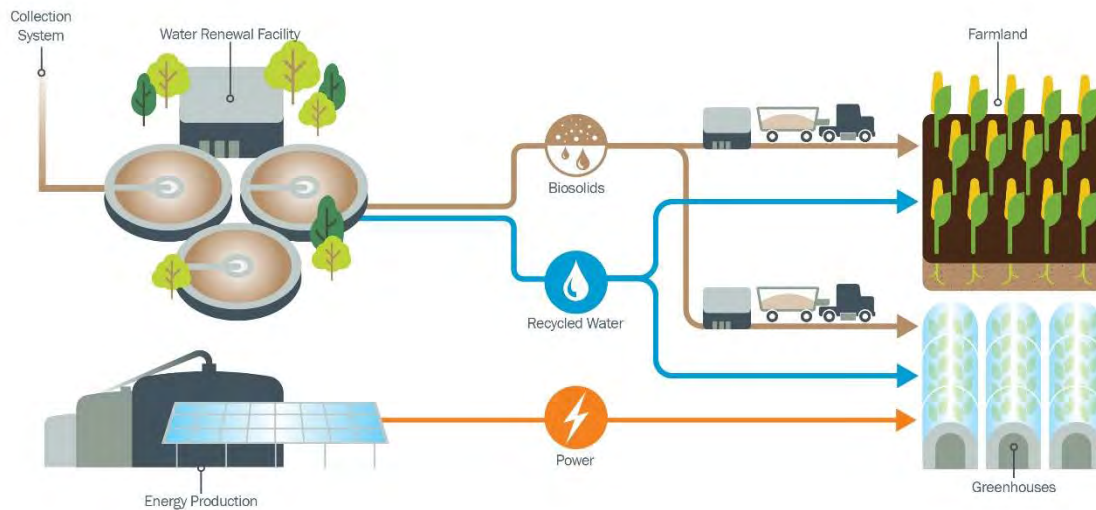 Collection
System
Water Renewal Facility
Farmland
Biosolids
Recycled Water
Power
Energy Production
Greenhouses